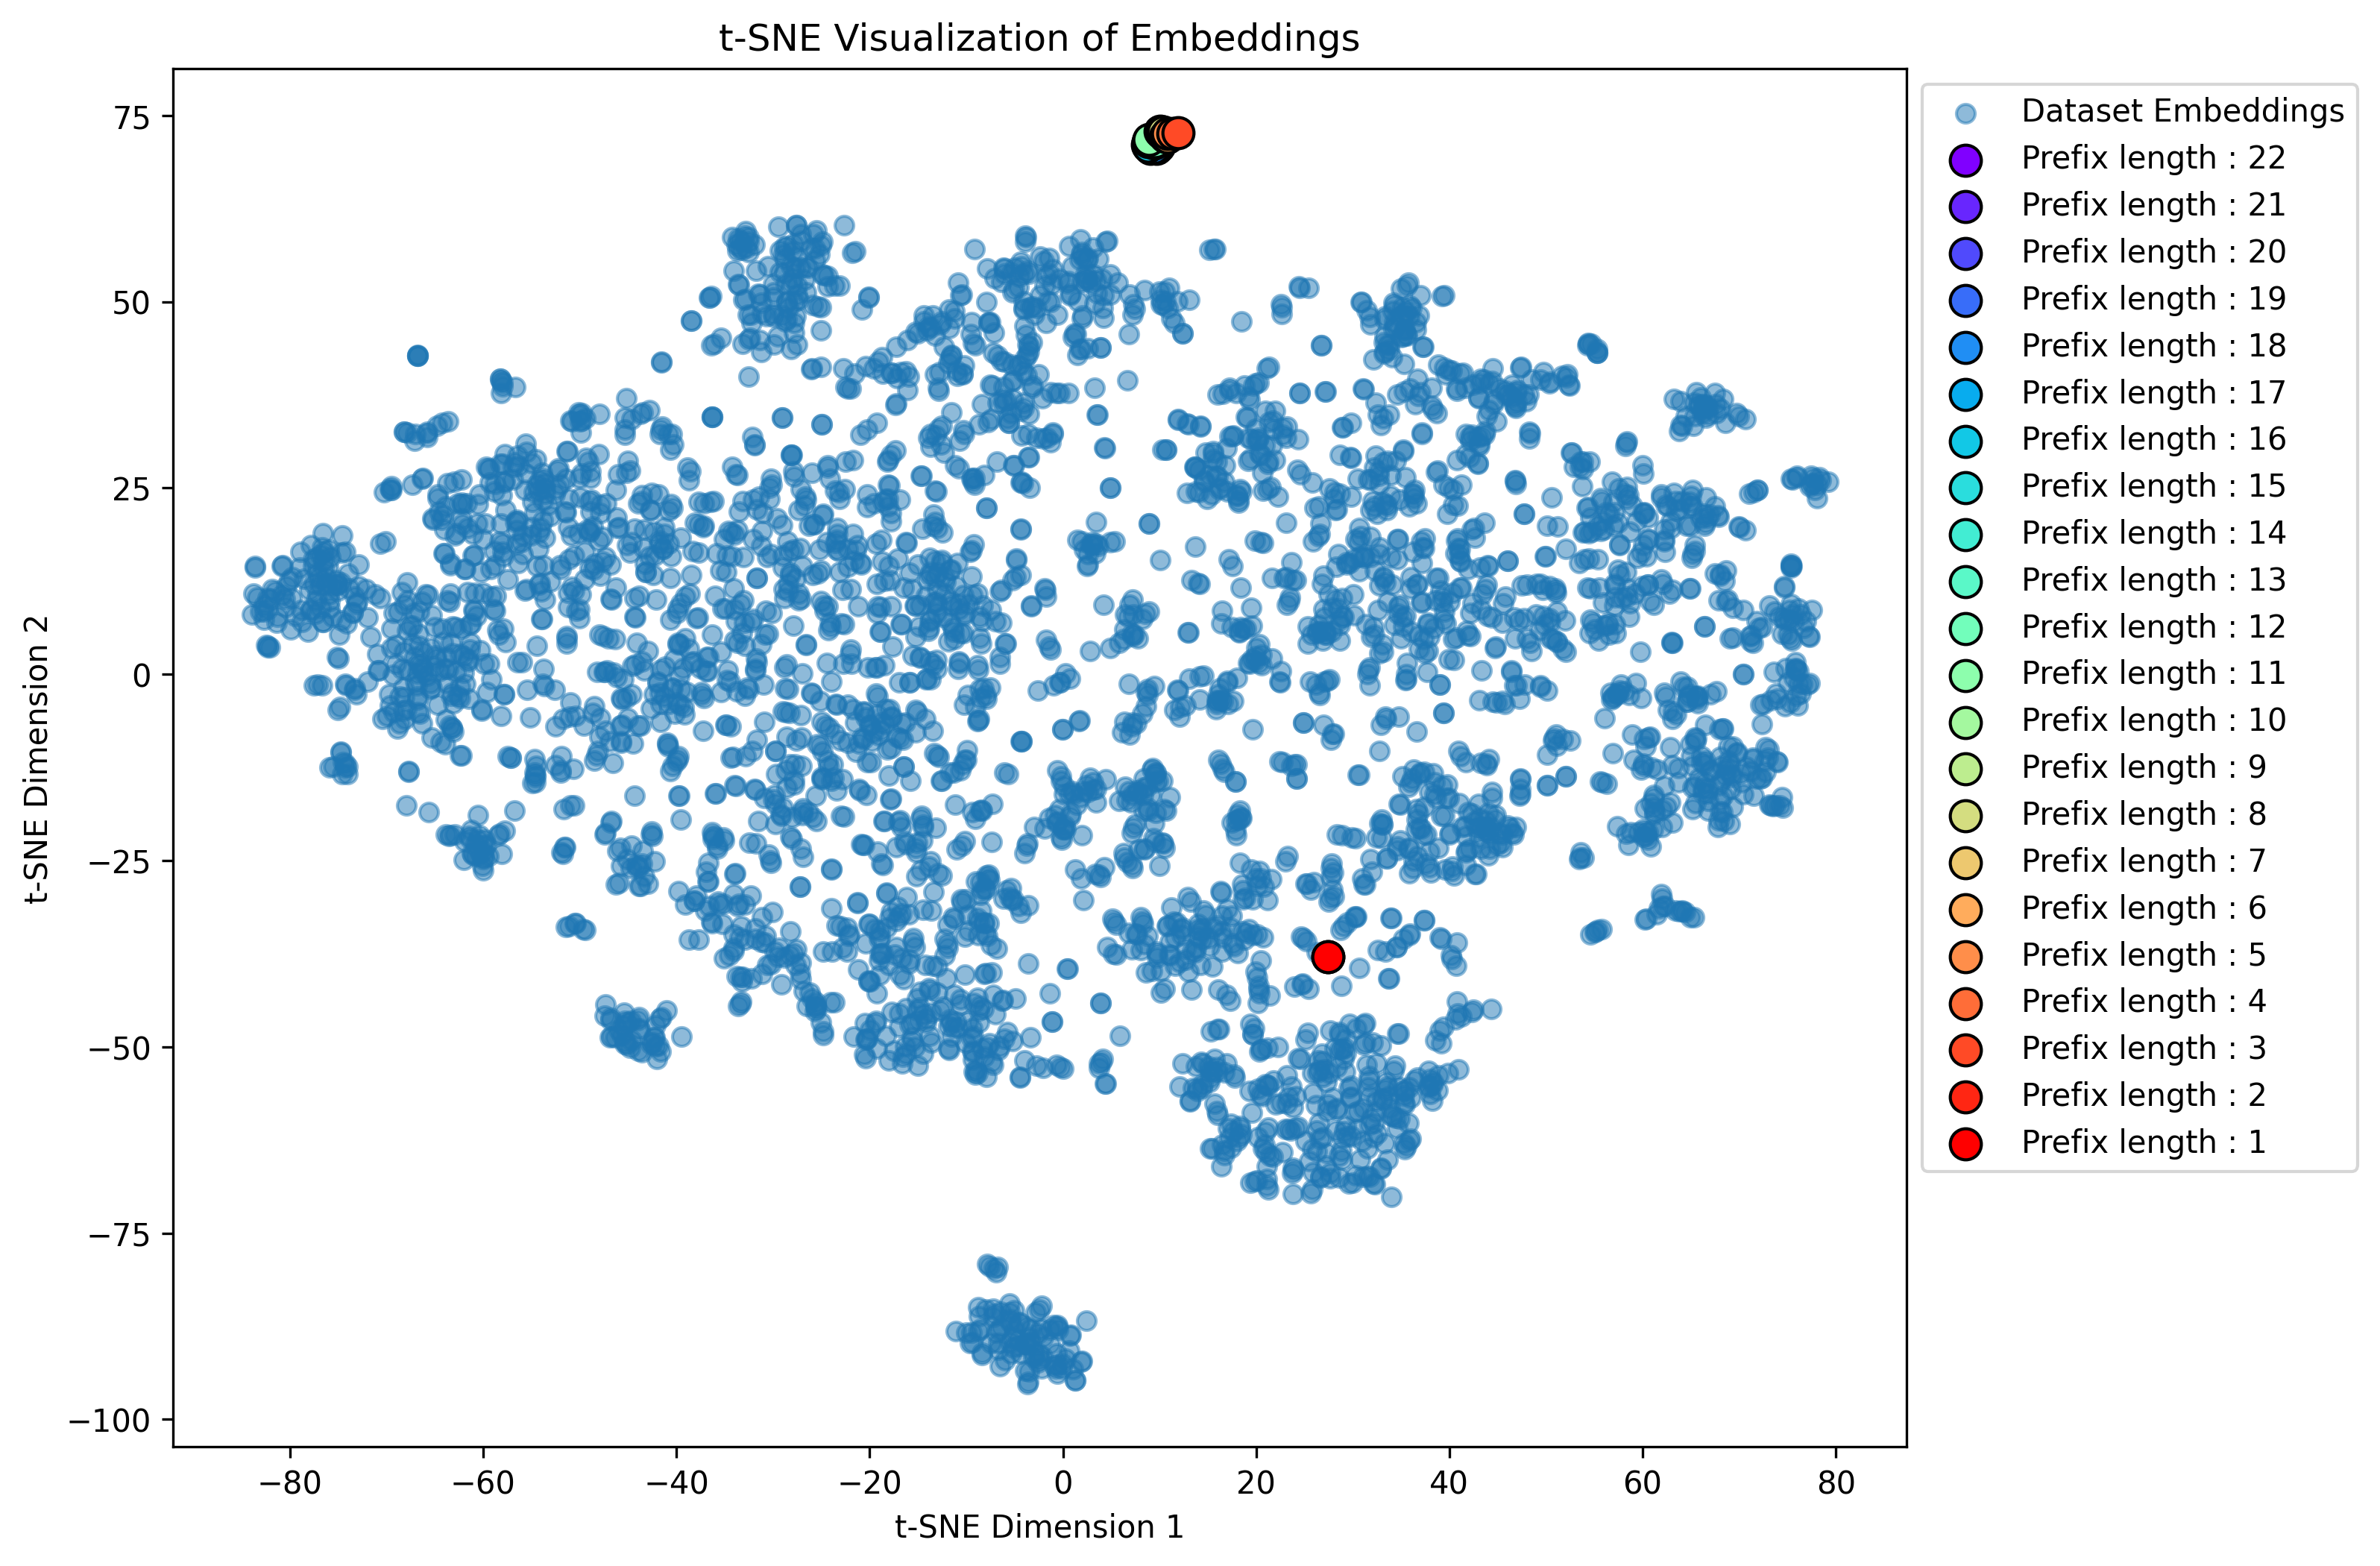 t-SNE Visualization of Embeddings
75
50
25
0
−25
−50
−75
−100
t-SNE Dimension 2
−80
−60
−40
−20
0
20
40
60
80
t-SNE Dimension 1
Dataset Embeddings
Prefix length : 22
Prefix length : 21
Prefix length : 20
Prefix length : 19
Prefix length : 18
Prefix length : 17
Prefix length : 16
Prefix length : 15
Prefix length : 14
Prefix length : 13
Prefix length : 12
Prefix length : 11
Prefix length : 10
Prefix length : 9
Prefix length : 8
Prefix length : 7
Prefix length : 6
Prefix length : 5
Prefix length : 4
Prefix length : 3
Prefix length : 2
Prefix length : 1